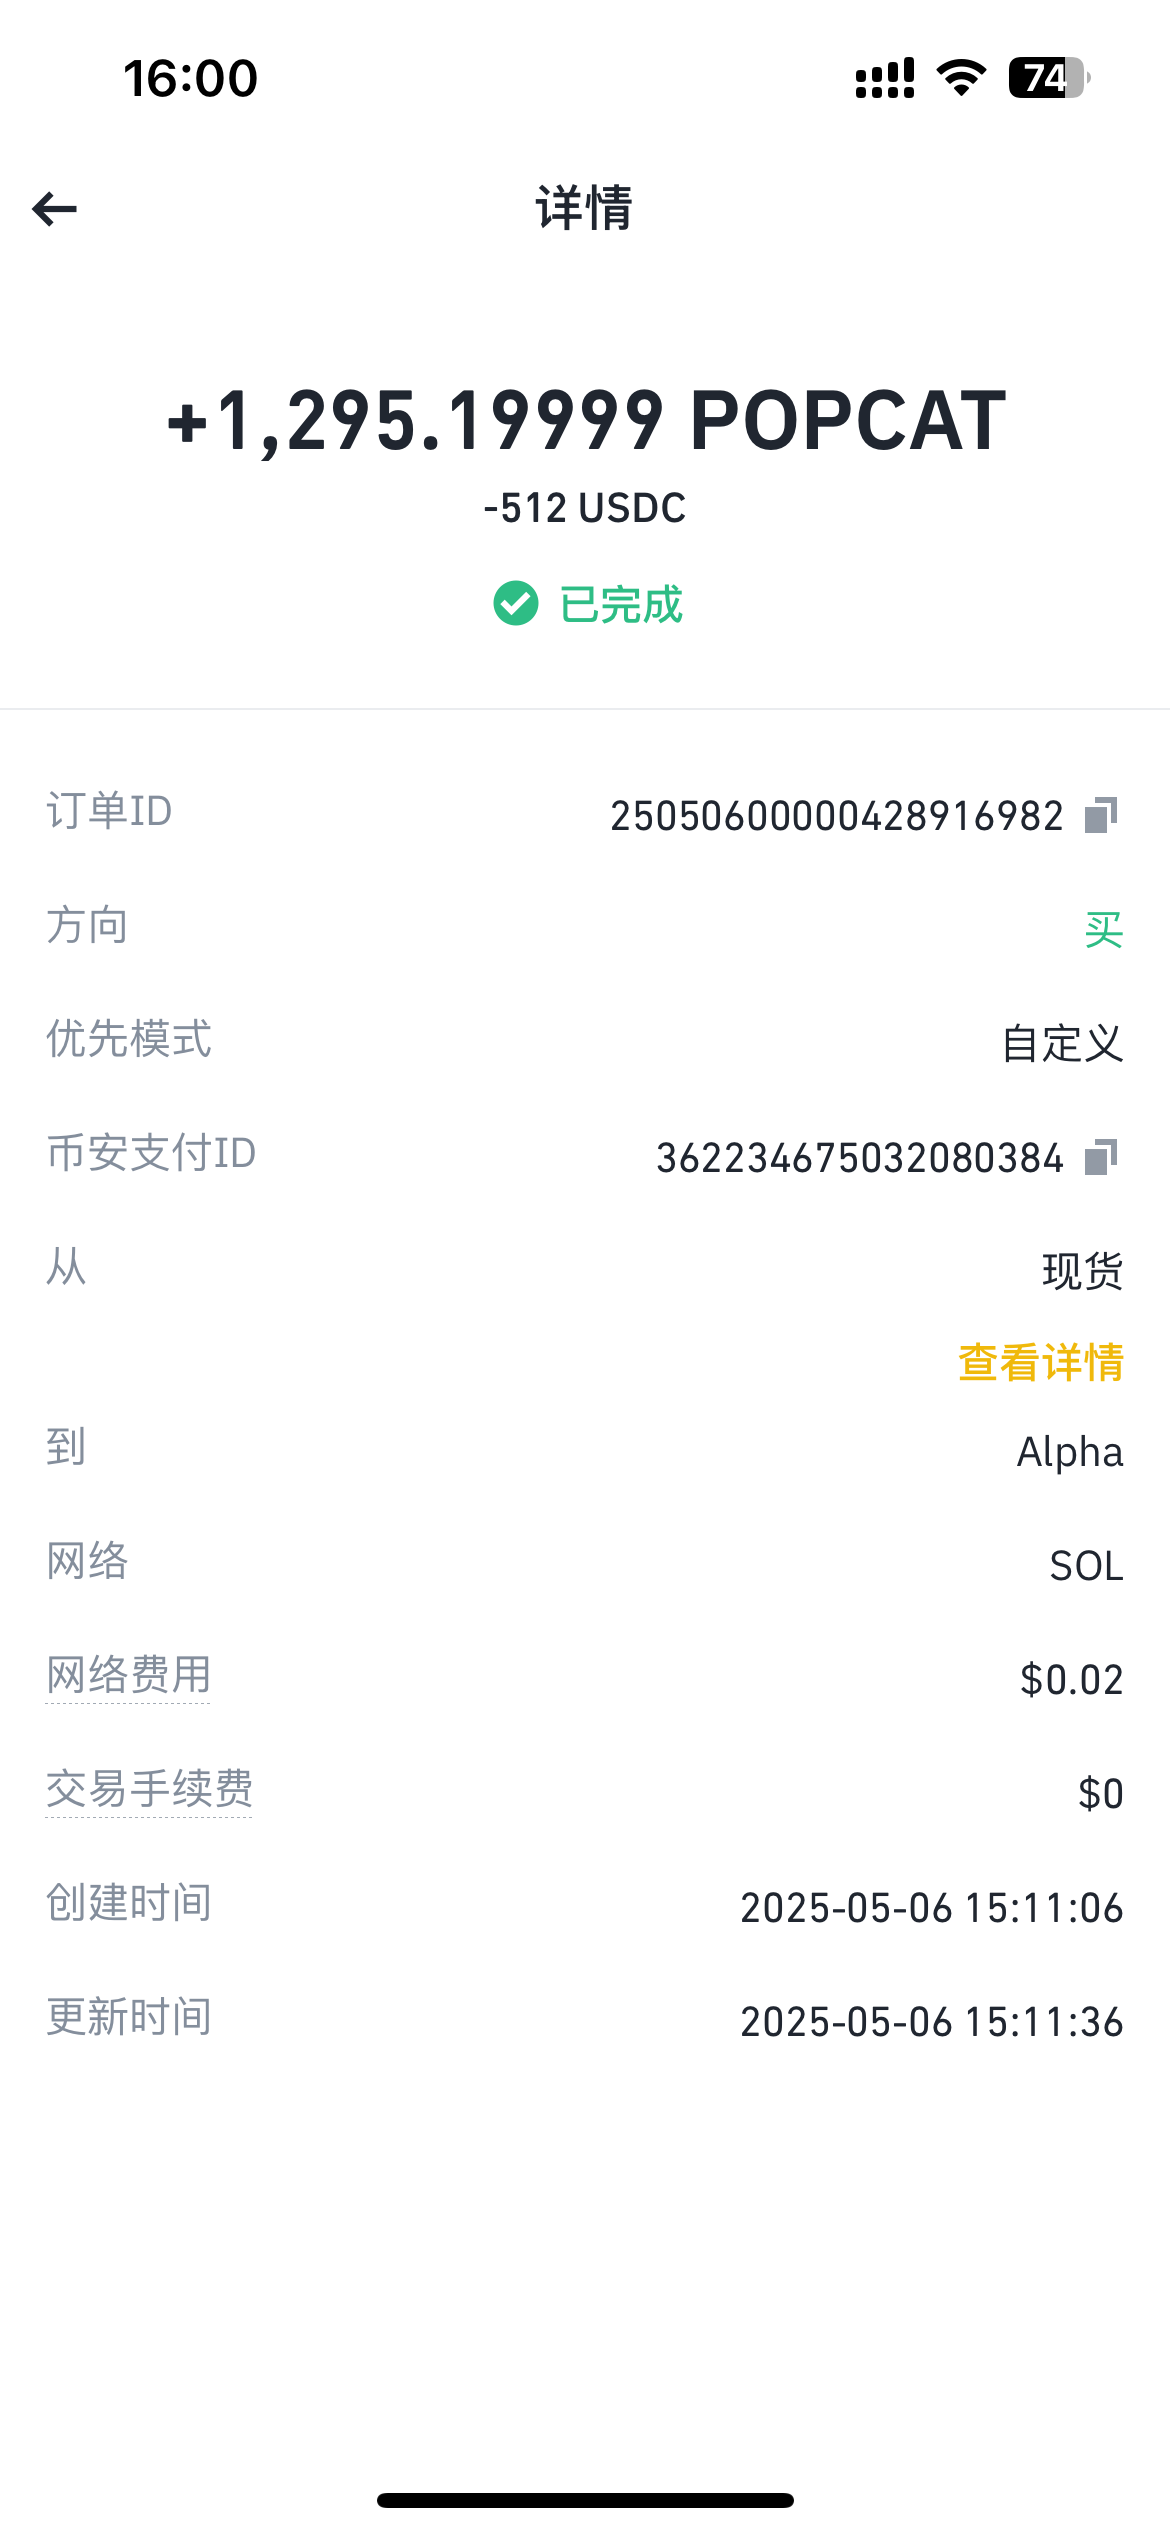 16:00
74
详情
+1,295.19999 POPCAT
-512 USDC
已完成
订单ID 25050600000428916982
方向 买
优先模式 自定义
币安支付ID 362234675032080384
从 现货
查看详情
到 Alpha
网络 SOL
网络费用 $0.02
交易手续费 $0
创建时间 2025-05-06 15:11:06
更新时间 2025-05-06 15:11:36